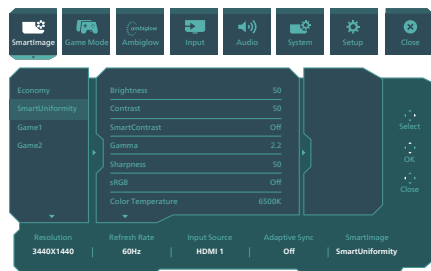 SmartImage Game Mode Ambiglow Input Audio System Setup Close
ambiglow
Economy
SmartUniformity
Game1
Game2
Brightness 50
Contrast 50
SmartContrast Off
Gamma 2.2
Sharpness 50
sRGB Off
Color Temperature 6500K
Select
OK
Close
Resolution Refresh Rate Input Source Adaptive Sync SmartImage
3440X1440 60Hz HDMI 1 Off SmartUniformity